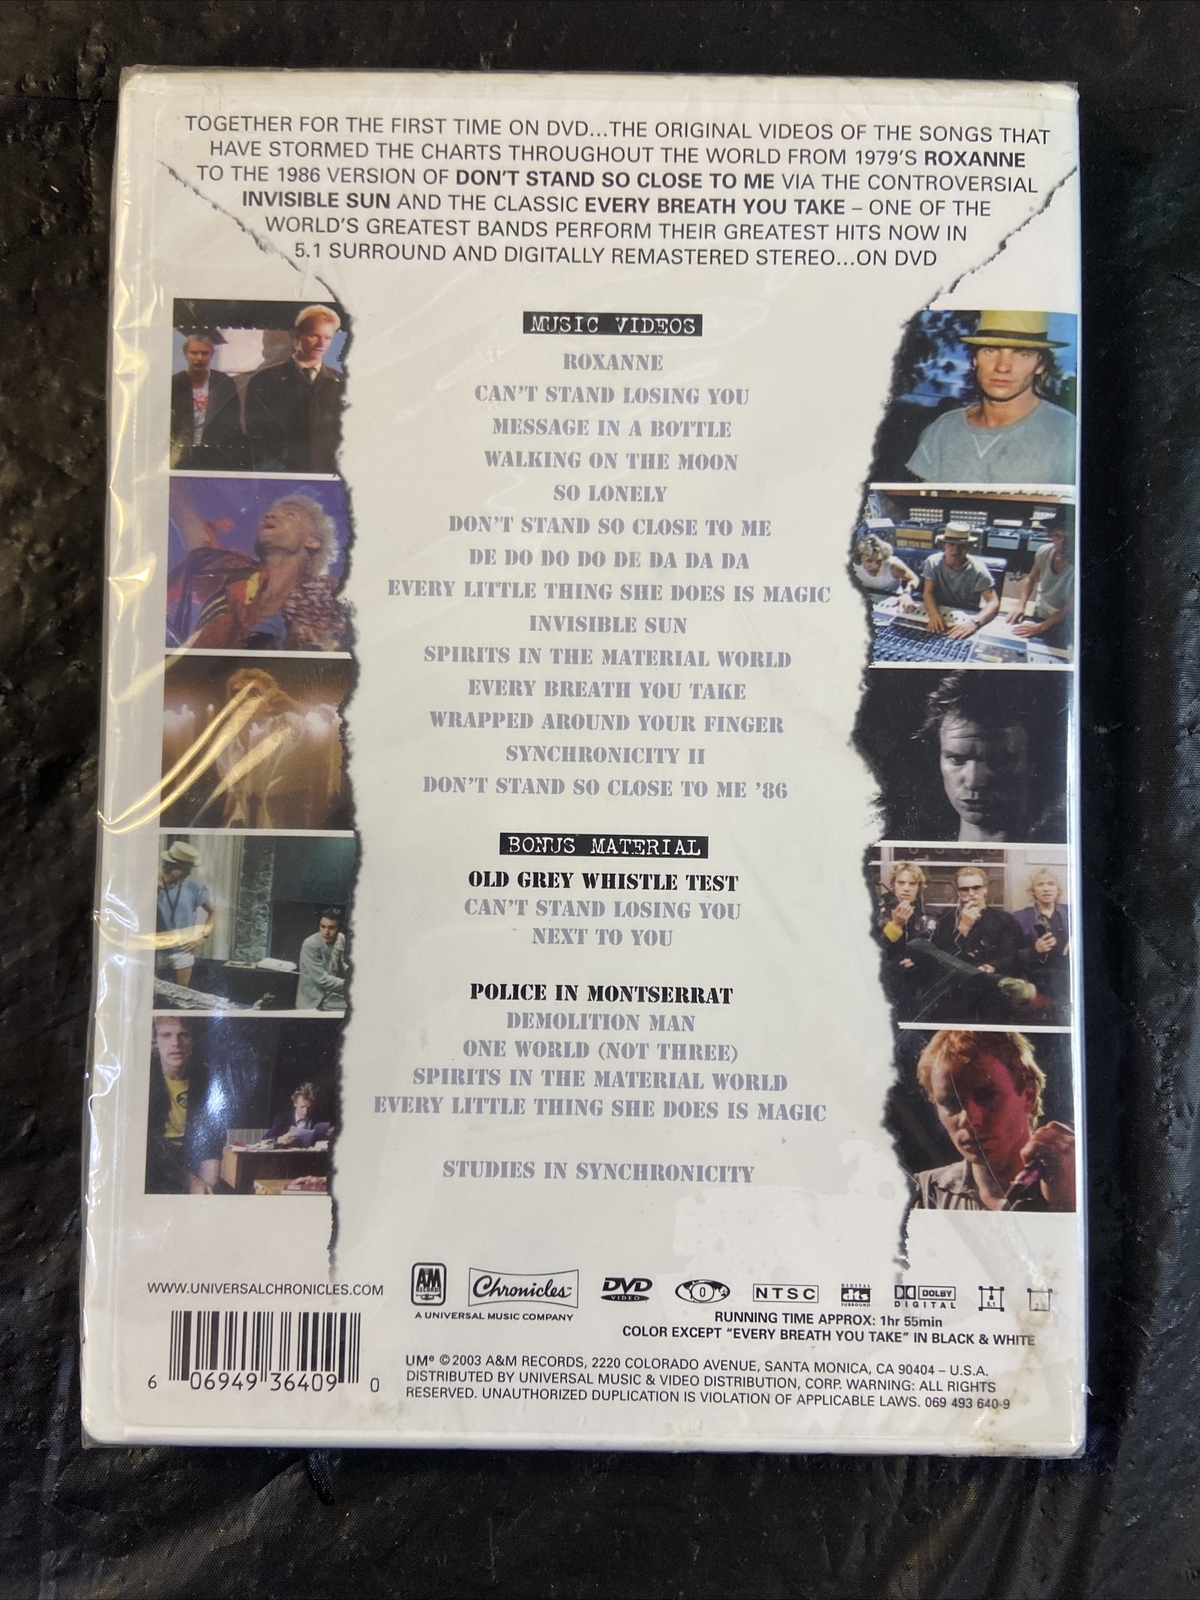 TOGETHER FOR THE FIRST TIME ON DVD...THE ORIGINAL VIDEOS OF THE SONGS THAT
HAVE STORMED THE CHARTS THROUGHOUT THE WORLD FROM 1979'S ROXANNE
TO THE 1986 VERSION OF DON'T STAND SO CLOSE TO ME VIA THE CONTROVERSIAL
INVISIBLE SUN AND THE CLASSIC EVERY BREATH YOU TAKE – ONE OF THE
WORLD'S GREATEST BANDS PERFORM THEIR GREATEST HITS NOW IN
5.1 SURROUND AND DIGITALLY REMASTERED STEREO...ON DVD
MUSIC VIDEOS
ROXANNE
CAN'T STAND LOSING YOU
MESSAGE IN A BOTTLE
WALKING ON THE MOON
SO LONELY
DON'T STAND SO CLOSE TO ME
DE DO DO DO DE DA DA DA
EVERY LITTLE THING SHE DOES IS MAGIC
INVISIBLE SUN
SPIRITS IN THE MATERIAL WORLD
EVERY BREATH YOU TAKE
WRAPPED AROUND YOUR FINGER
SYNCHRONICITY II
DON'T STAND SO CLOSE TO ME '86
BONUS MATERIAL
OLD GREY WHISTLE TEST
CAN'T STAND LOSING YOU
NEXT TO YOU
POLICE IN MONTSERRAT
DEMOLITION MAN
ONE WORLD (NOT THREE)
SPIRITS IN THE MATERIAL WORLD
EVERY LITTLE THING SHE DOES IS MAGIC
STUDIES IN SYNCHRONICITY
WWW.UNIVERSALCHRONICLES.COM
A&M RECORDS
Chronicles™
A UNIVERSAL MUSIC COMPANY
DVD VIDEO
0
NTSC
DIGITAL dts SURROUND
DOLBY DIGITAL
5.1
RUNNING TIME APPROX: 1hr 55min
COLOR EXCEPT "EVERY BREATH YOU TAKE" IN BLACK & WHITE
UMe ©2003 A&M RECORDS, 2220 COLORADO AVENUE, SANTA MONICA, CA 90404 – U.S.A.
DISTRIBUTED BY UNIVERSAL MUSIC & VIDEO DISTRIBUTION, CORP. WARNING: ALL RIGHTS
RESERVED. UNAUTHORIZED DUPLICATION IS VIOLATION OF APPLICABLE LAWS. 069 493 640-9
6 06949 36409 0